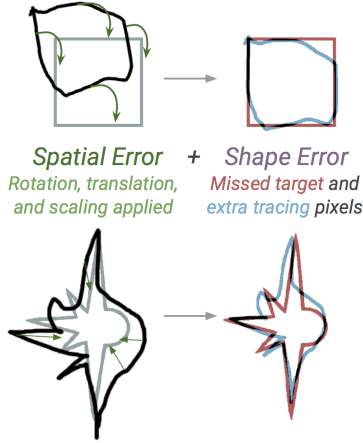 Spatial Error + Shape Error
Rotation, translation, Missed target and
and scaling applied extra tracing pixels